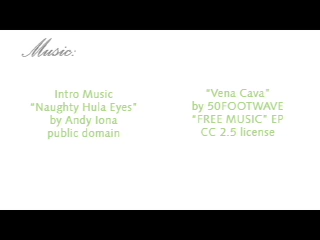 Music:
Intro Music
"Naughty Hula Eyes"
by Andy Iona
public domain
"Vena Cava"
by 50FOOTWAVE
"FREE MUSIC" EP
CC 2.5 license